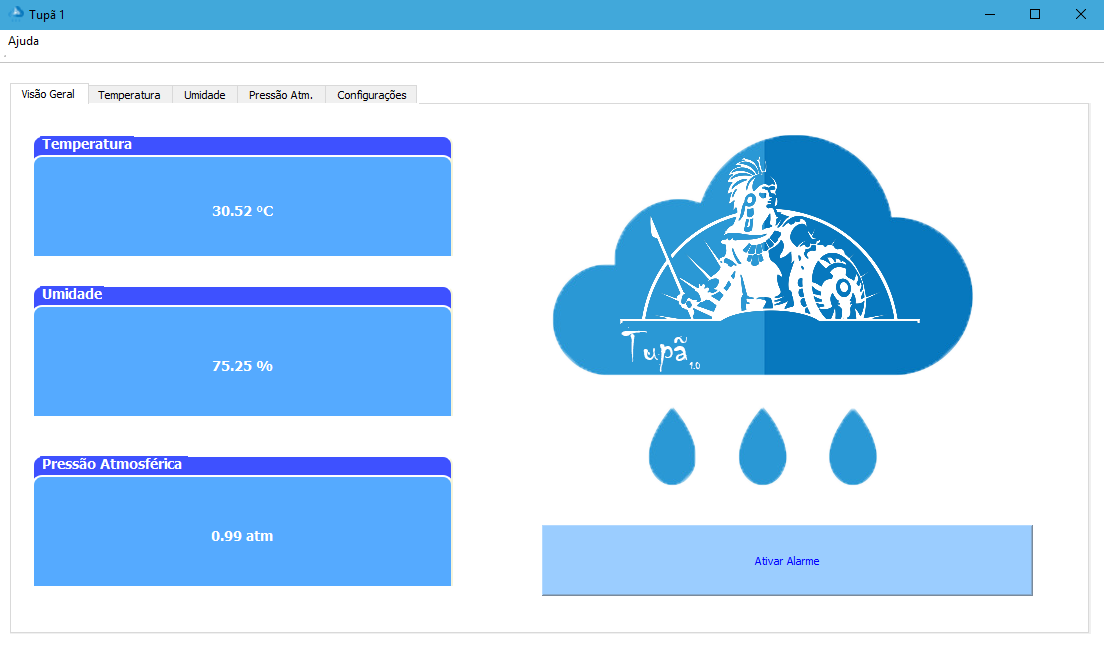 Tupã 1
Ajuda
Visão Geral
Temperatura
Umidade
Pressão Atm.
Configurações
Temperatura
30.52 °C
Umidade
75.25 %
Pressão Atmosférica
0.99 atm
Tupã
1.0
Ativar Alarme